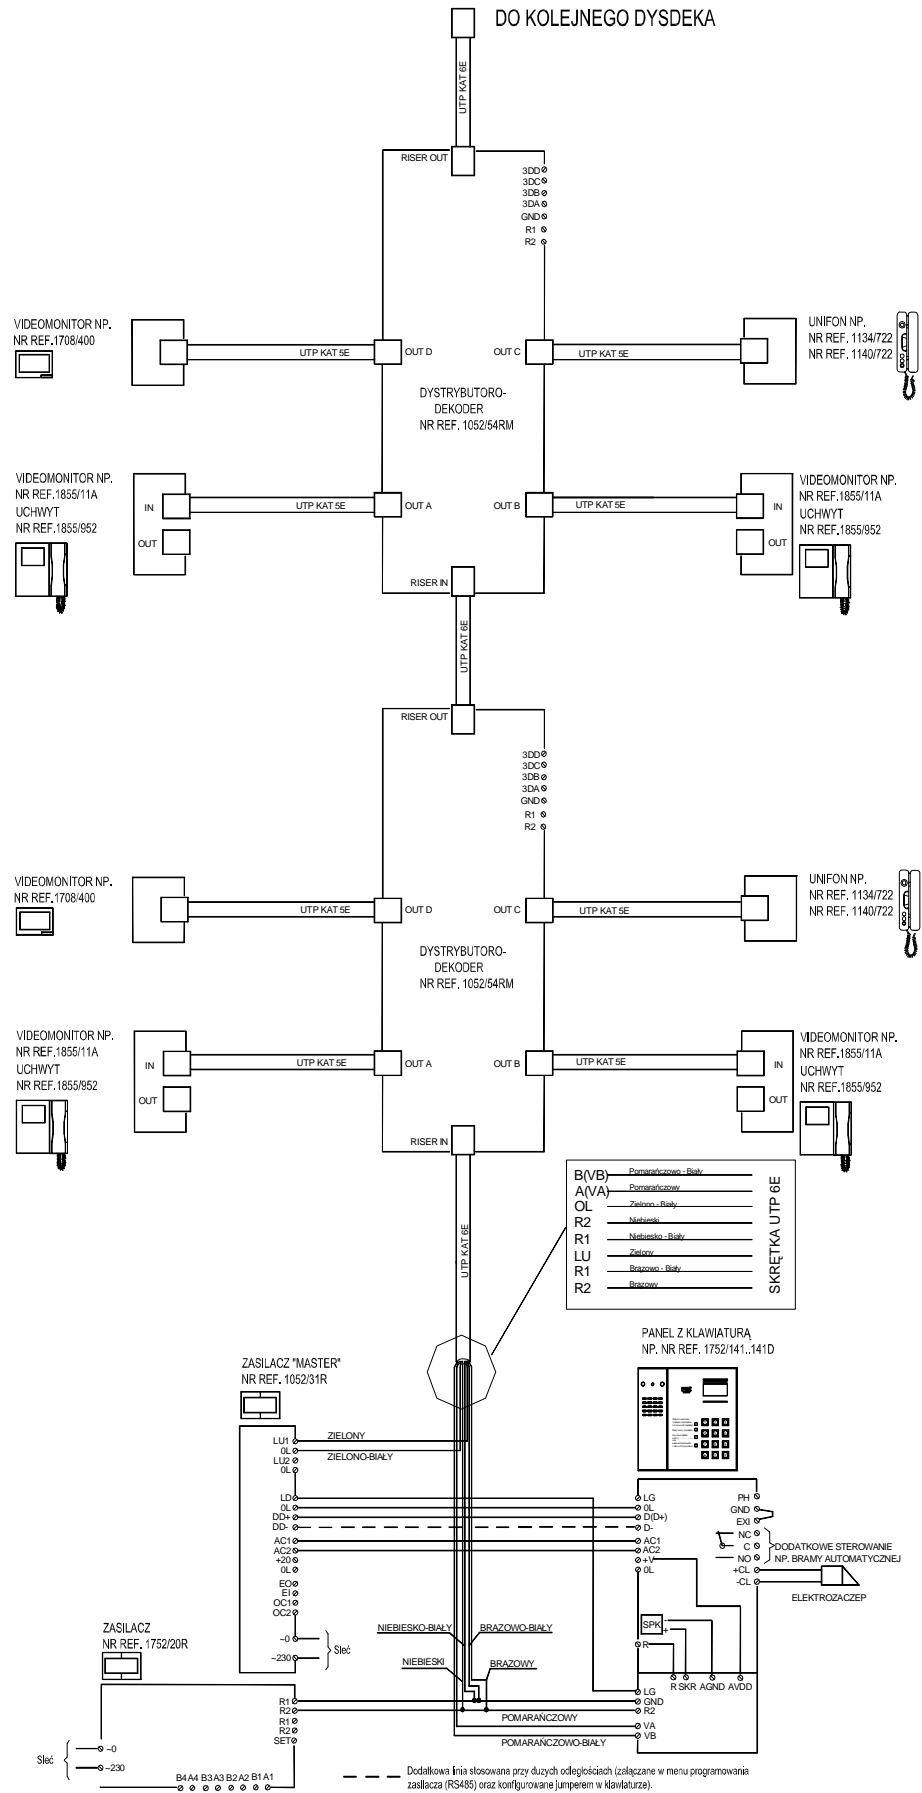 DO KOLEJNEGO DYSDEKA
UTP KAT 6E
RISER OUT
3DD
3DC
3DB
3DA
GND
R1
R2
VIDEOMONITOR NP.
NR REF.1708/400
UTP KAT 5E
OUT D
OUT C
UTP KAT 5E
UNIFON NP.
NR REF. 1134/722
NR REF. 1140/722
DYSTRYBUTORO-
DEKODER
NR REF. 1052/54RM
VIDEOMONITOR NP.
NR REF.1855/11A
UCHWYT
NR REF.1855/952
IN
OUT
UTP KAT 5E
OUT A
OUT B
UTP KAT 5E
IN
OUT
VIDEOMONITOR NP.
NR REF.1855/11A
UCHWYT
NR REF.1855/952
RISER IN
UTP KAT 6E
RISER OUT
3DD
3DC
3DB
3DA
GND
R1
R2
VIDEOMONITOR NP.
NR REF.1708/400
UTP KAT 5E
OUT D
OUT C
UTP KAT 5E
UNIFON NP.
NR REF. 1134/722
NR REF. 1140/722
DYSTRYBUTORO-
DEKODER
NR REF. 1052/54RM
VIDEOMONITOR NP.
NR REF.1855/11A
UCHWYT
NR REF.1855/952
IN
OUT
UTP KAT 5E
OUT A
OUT B
UTP KAT 5E
IN
OUT
VIDEOMONITOR NP.
NR REF.1855/11A
UCHWYT
NR REF.1855/952
RISER IN
UTP KAT 6E
B(VB) Pomarańczowo - Biały
A(VA) Pomarańczowy
OL Zielono - Biały
R2 Niebieski
R1 Niebiesko - Biały
LU Zielony
R1 Brązowo - Biały
R2 Brązowy
SKRĘTKA UTP 6E
PANEL Z KLAWIATURĄ
NP. NR REF. 1752/141..141D
ZASILACZ "MASTER"
NR REF. 1052/31R
LU1
0L
LU2
0L
LD
0L
DD+
DD-
AC1
AC2
+20
0L
EO
EI
OC1
OC2
~0
~230
Sieć
ZIELONY
ZIELONO-BIAŁY
LG
0L
D(D+)
D-
AC1
AC2
+V
0L
PH
GND
EXI
NC
C
NO
+CL
-CL
DODATKOWE STEROWANIE
NP. BRAMY AUTOMATYCZNEJ
ELEKTROZACZEP
SPK
-
+
R
R SKR AGND AVDD
LG
GND
R2
VA
VB
NIEBIESKO-BIAŁY
BRĄZOWO-BIAŁY
NIEBIESKI
BRĄZOWY
POMARAŃCZOWY
POMARAŃCZOWO-BIAŁY
ZASILACZ
NR REF. 1752/20R
R1
R2
R1
R2
SET
Sieć
~0
~230
B4 A4 B3 A3 B2 A2 B1 A1
Dodatkowa linia stosowana przy dużych odległościach (załączane w menu programowania
zasilacza (RS485) oraz konfigurowane jumperem w klawiaturze).